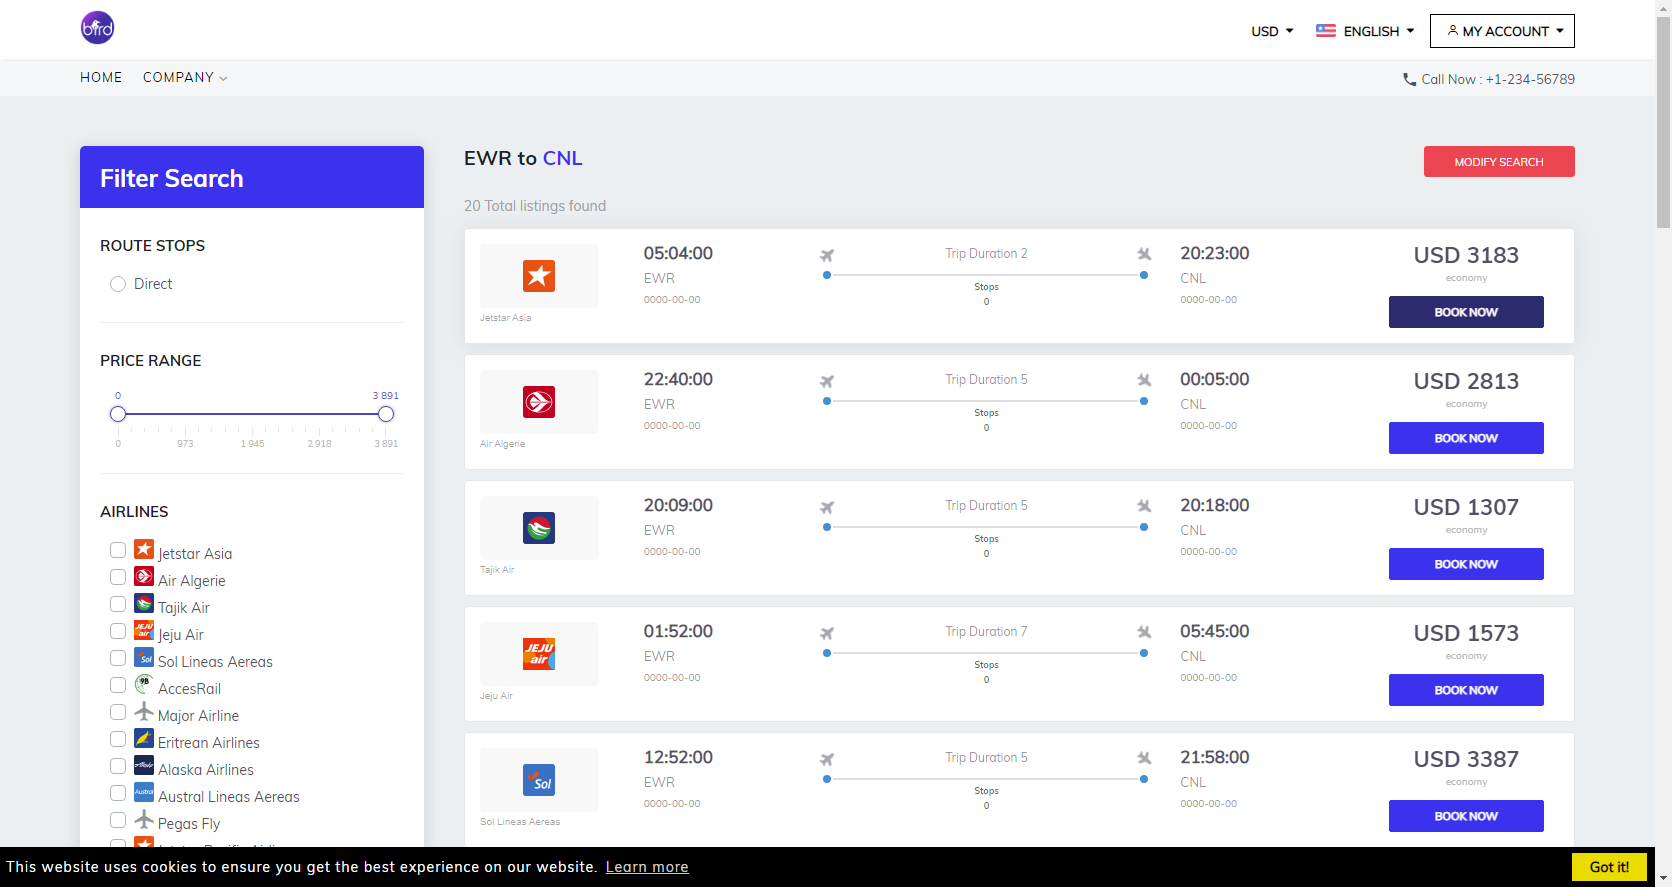 bird
USD
ENGLISH
MY ACCOUNT
HOME
COMPANY
Call Now : +1-234-56789
Filter Search
ROUTE STOPS
Direct
PRICE RANGE
0
3 891
0
973
1 945
2 918
3 891
AIRLINES
Jetstar Asia
Air Algerie
Tajik Air
JEJU air
Jeju Air
Sol
Sol Lineas Aereas
9B
AccesRail
Major Airline
Eritrean Airlines
Alaska
Alaska Airlines
Austral
Austral Lineas Aereas
Pegas Fly
EWR to CNL
MODIFY SEARCH
20 Total listings found
Jetstar Asia
05:04:00
EWR
0000-00-00
Trip Duration 2
Stops
0
20:23:00
CNL
0000-00-00
USD 3183
economy
BOOK NOW
Air Algerie
22:40:00
EWR
0000-00-00
Trip Duration 5
Stops
0
00:05:00
CNL
0000-00-00
USD 2813
economy
BOOK NOW
Tajik Air
20:09:00
EWR
0000-00-00
Trip Duration 5
Stops
0
20:18:00
CNL
0000-00-00
USD 1307
economy
BOOK NOW
JEJU
air
Jeju Air
01:52:00
EWR
0000-00-00
Trip Duration 7
Stops
0
05:45:00
CNL
0000-00-00
USD 1573
economy
BOOK NOW
Sol
Sol Lineas Aereas
12:52:00
EWR
0000-00-00
Trip Duration 5
Stops
0
21:58:00
CNL
0000-00-00
USD 3387
economy
BOOK NOW
This website uses cookies to ensure you get the best experience on our website. Learn more
Got it!